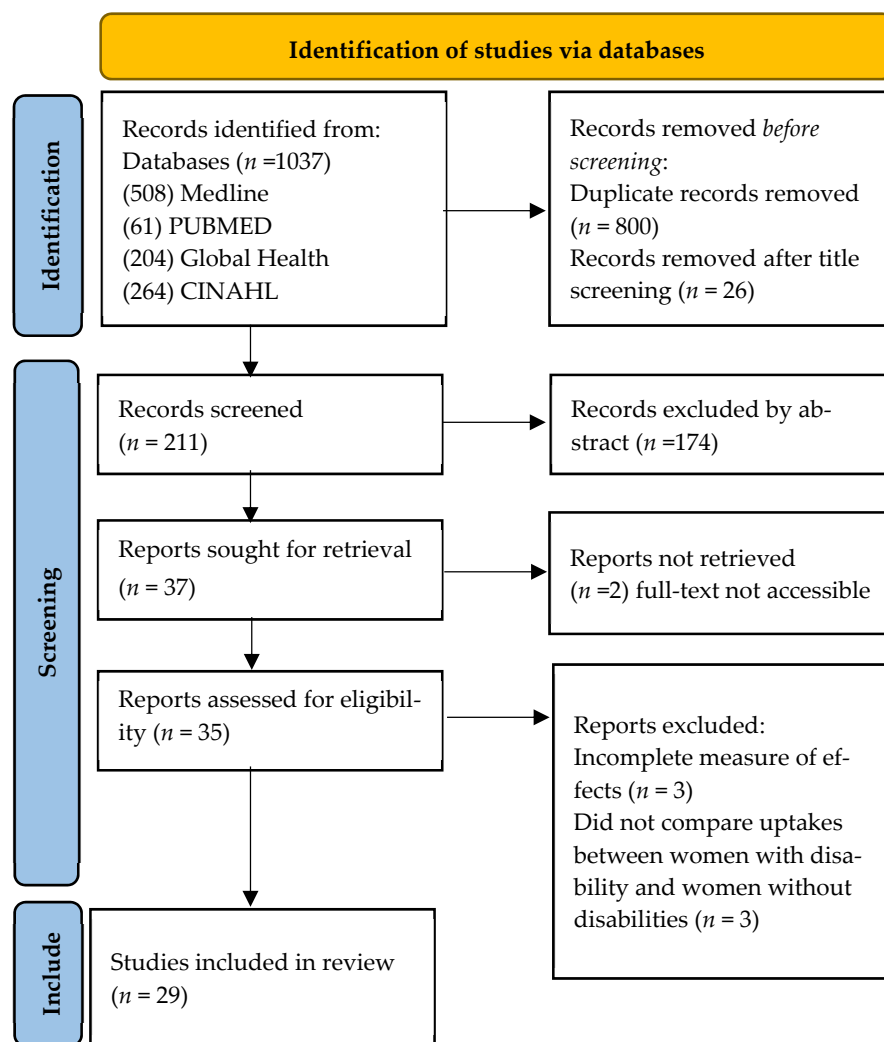 Identification of studies via databases
Identification
Records identified from:
Databases (n =1037)
(508) Medline
(61) PUBMED
(204) Global Health
(264) CINAHL
Records removed before
screening:
Duplicate records removed
(n = 800)
Records removed after title
screening (n = 26)
Screening
Records screened
(n = 211)
Records excluded by ab-
stract (n =174)
Reports sought for retrieval
(n = 37)
Reports not retrieved
(n =2) full-text not accessible
Reports assessed for eligibil-
ity (n = 35)
Reports excluded:
Incomplete measure of ef-
fects (n = 3)
Did not compare uptakes
between women with disa-
bility and women without
disabilities (n = 3)
Include
Studies included in review
(n = 29)